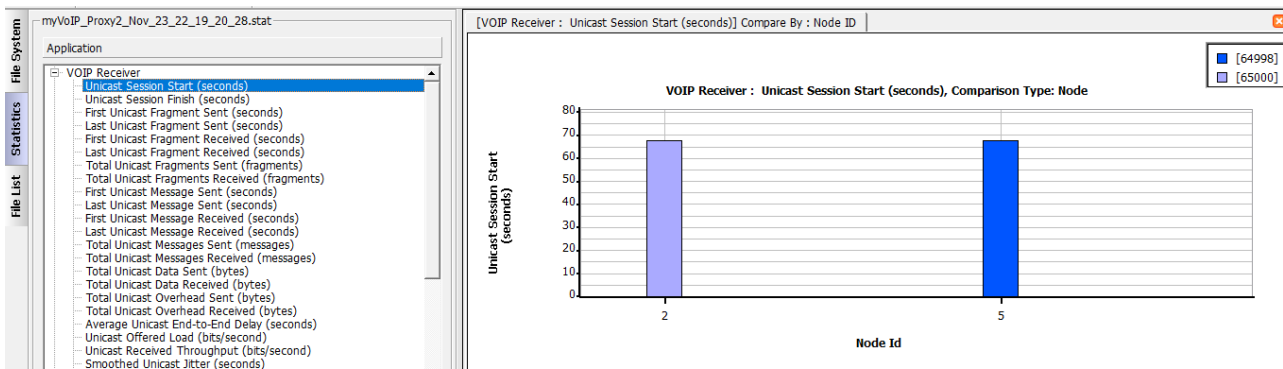 File System
Statistics
File List
myVoIP_Proxy2_Nov_23_22_19_20_28.stat
Application
VOIP Receiver
Unicast Session Start (seconds)
Unicast Session Finish (seconds)
First Unicast Fragment Sent (seconds)
Last Unicast Fragment Sent (seconds)
First Unicast Fragment Received (seconds)
Last Unicast Fragment Received (seconds)
Total Unicast Fragments Sent (fragments)
Total Unicast Fragments Received (fragments)
First Unicast Message Sent (seconds)
Last Unicast Message Sent (seconds)
First Unicast Message Received (seconds)
Last Unicast Message Received (seconds)
Total Unicast Messages Sent (messages)
Total Unicast Messages Received (messages)
Total Unicast Data Sent (bytes)
Total Unicast Data Received (bytes)
Total Unicast Overhead Sent (bytes)
Total Unicast Overhead Received (bytes)
Average Unicast End-to-End Delay (seconds)
Unicast Offered Load (bits/second)
Unicast Received Throughput (bits/second)
Smoothed Unicast Jitter (seconds)
[VOIP Receiver : Unicast Session Start (seconds)] Compare By : Node ID
[64998]
[65000]
VOIP Receiver : Unicast Session Start (seconds), Comparison Type: Node
Unicast Session Start
(seconds)
80
70
60
50
40
30
20
10
0
2
5
Node Id